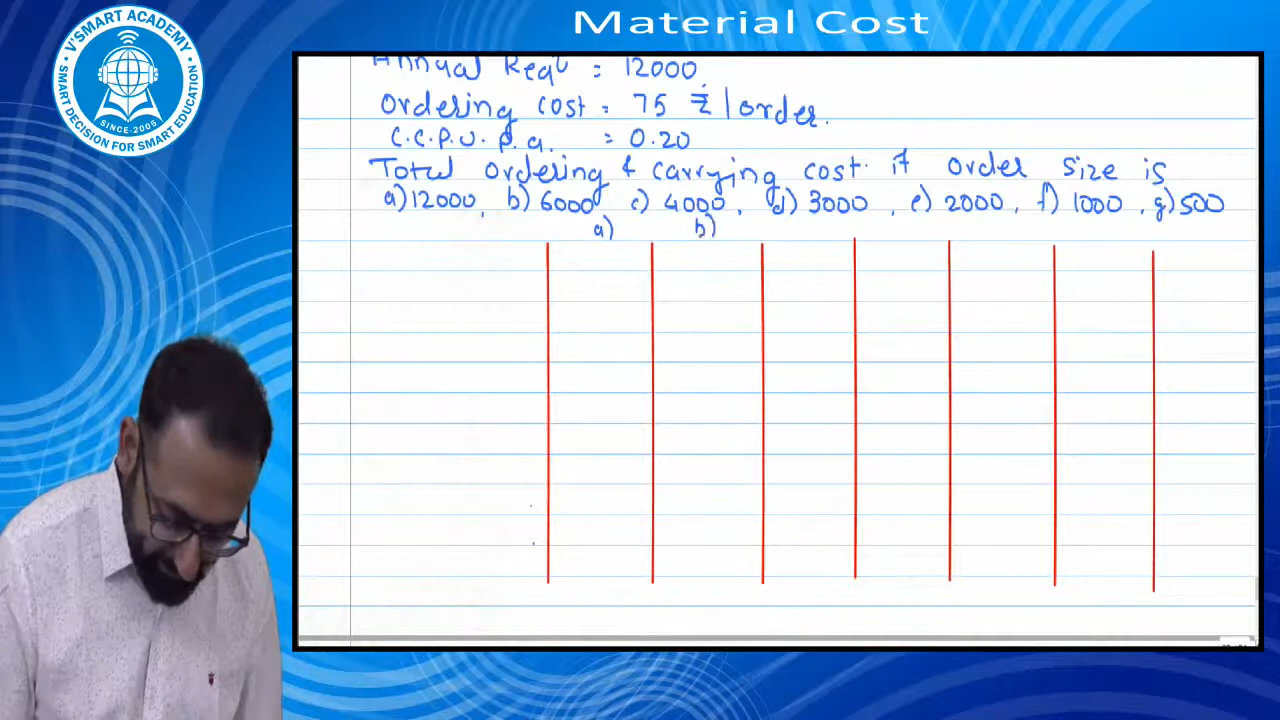 Material Cost
V'SMART ACADEMY
SINCE-2005
SMART DECISION FOR SMART EDUCATION
Annual Reqᵗ = 12000
Ordering cost = 75 ₹ / order.
C.C.P.U. P.a. = 0.20
Total ordering & carrying cost if order size is
a) 12000, b) 6000 c) 4000, d) 3000, e) 2000, f) 1000, g) 500
a) b)